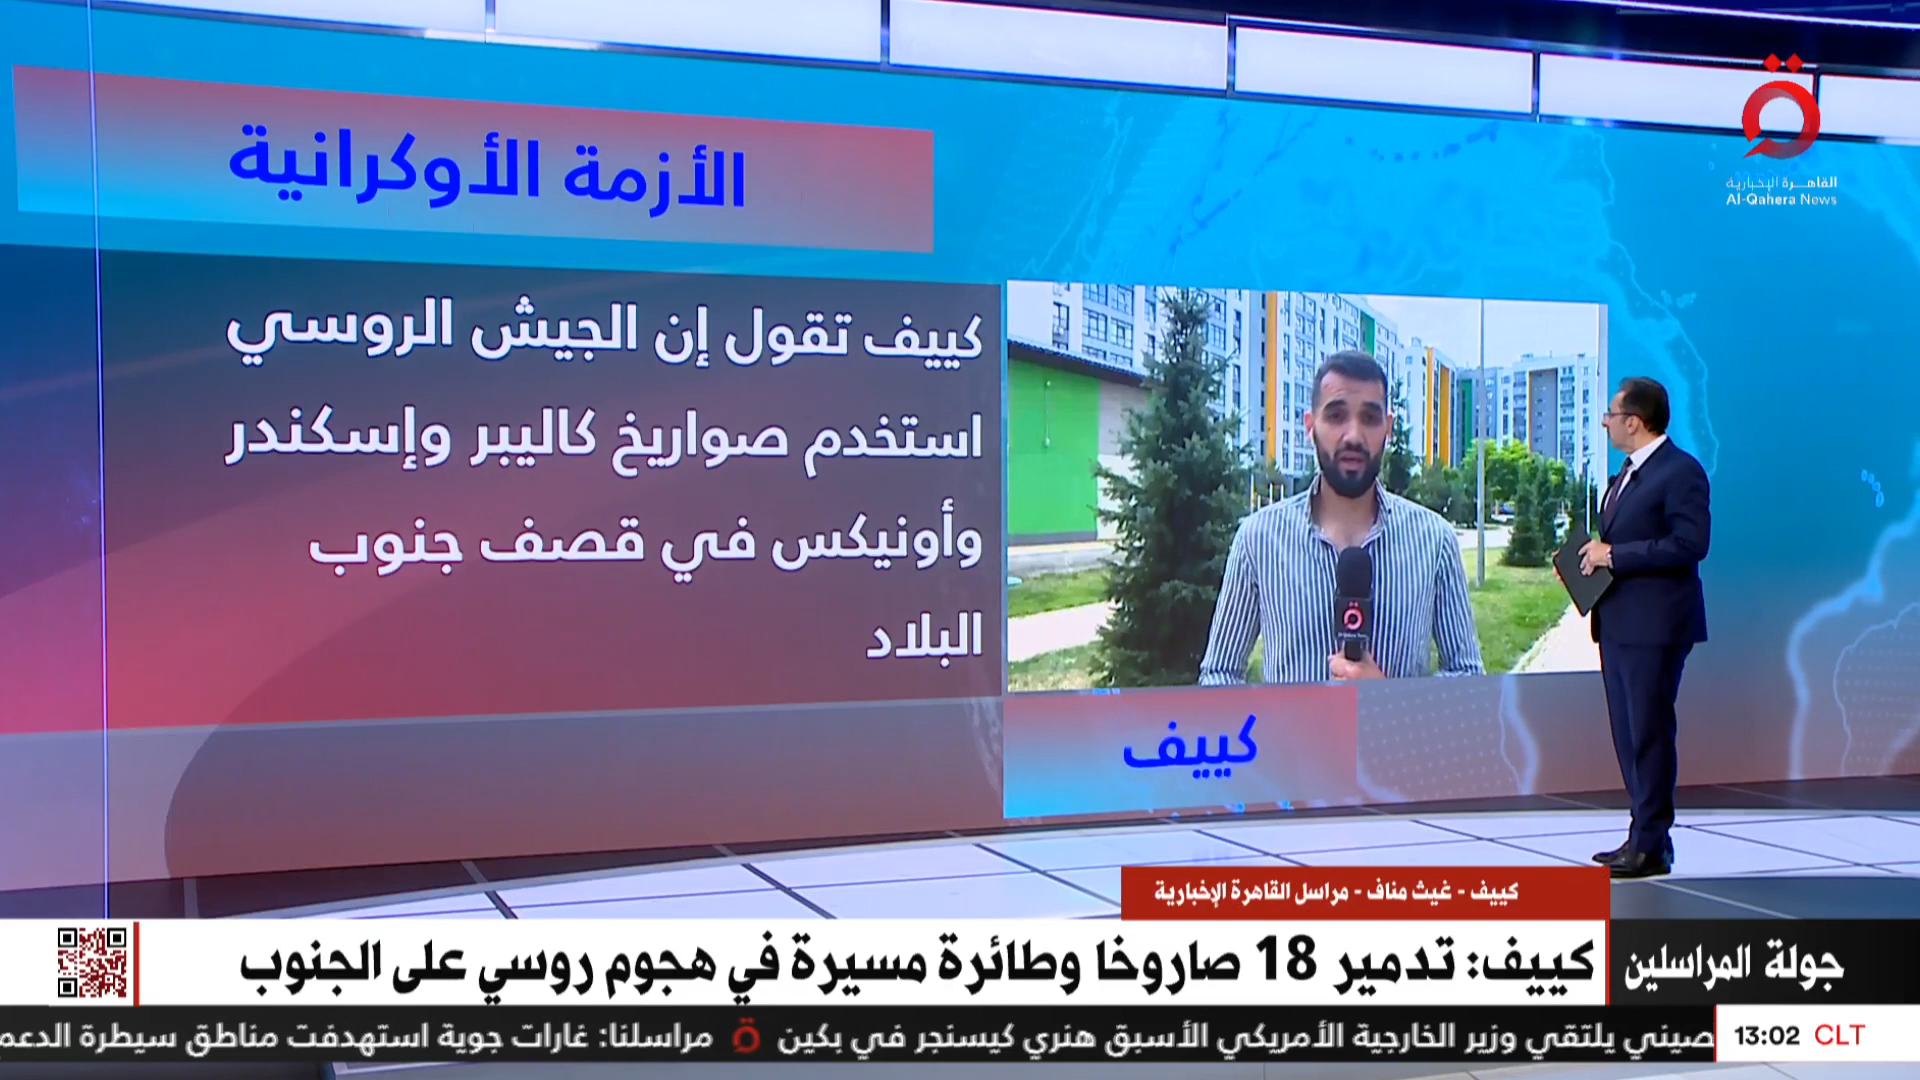 القاهرة الإخبارية
Al-Qahera News
الأزمة الأوكرانية
كييف تقول إن الجيش الروسي
استخدم صواريخ كاليبر وإسكندر
وأونيكس في قصف جنوب
البلاد
كييف
كييف - غيث مناف - مراسل القاهرة الإخبارية
جولة المراسلين
كييف: تدمير 18 صاروخا وطائرة مسيرة في هجوم روسي على الجنوب
13:02 CLT
يلتقي وزير الخارجية الأمريكي الأسبق هنري كيسنجر في بكين
مراسلنا: غارات جوية استهدفت مناطق سيطرة الدعم